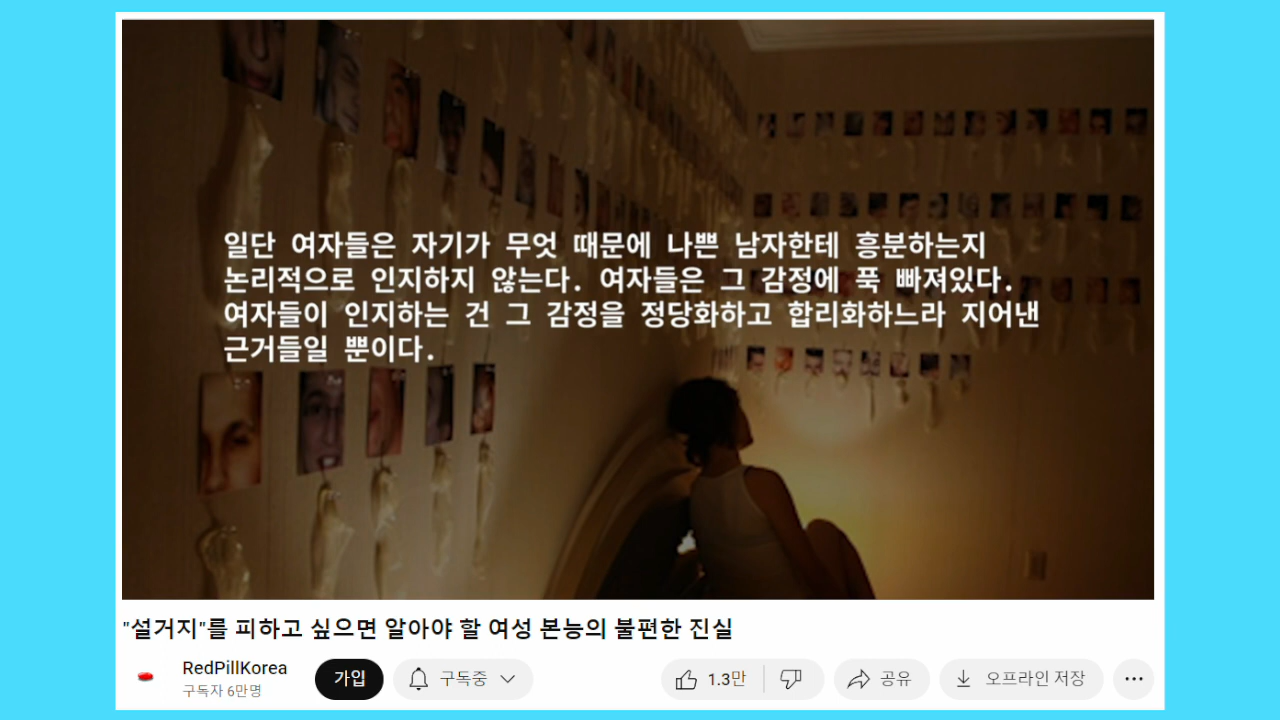 일단 여자들은 자기가 무엇 때문에 나쁜 남자한테 흥분하는지
논리적으로 인지하지 않는다. 여자들은 그 감정에 푹 빠져있다.
여자들이 인지하는 건 그 감정을 정당화하고 합리화하느라 지어낸
근거들일 뿐이다.
"설거지"를 피하고 싶으면 알아야 할 여성 본능의 불편한 진실
RedPillKorea
구독자 6만명
가입
구독중
1.3만
공유
오프라인 저장